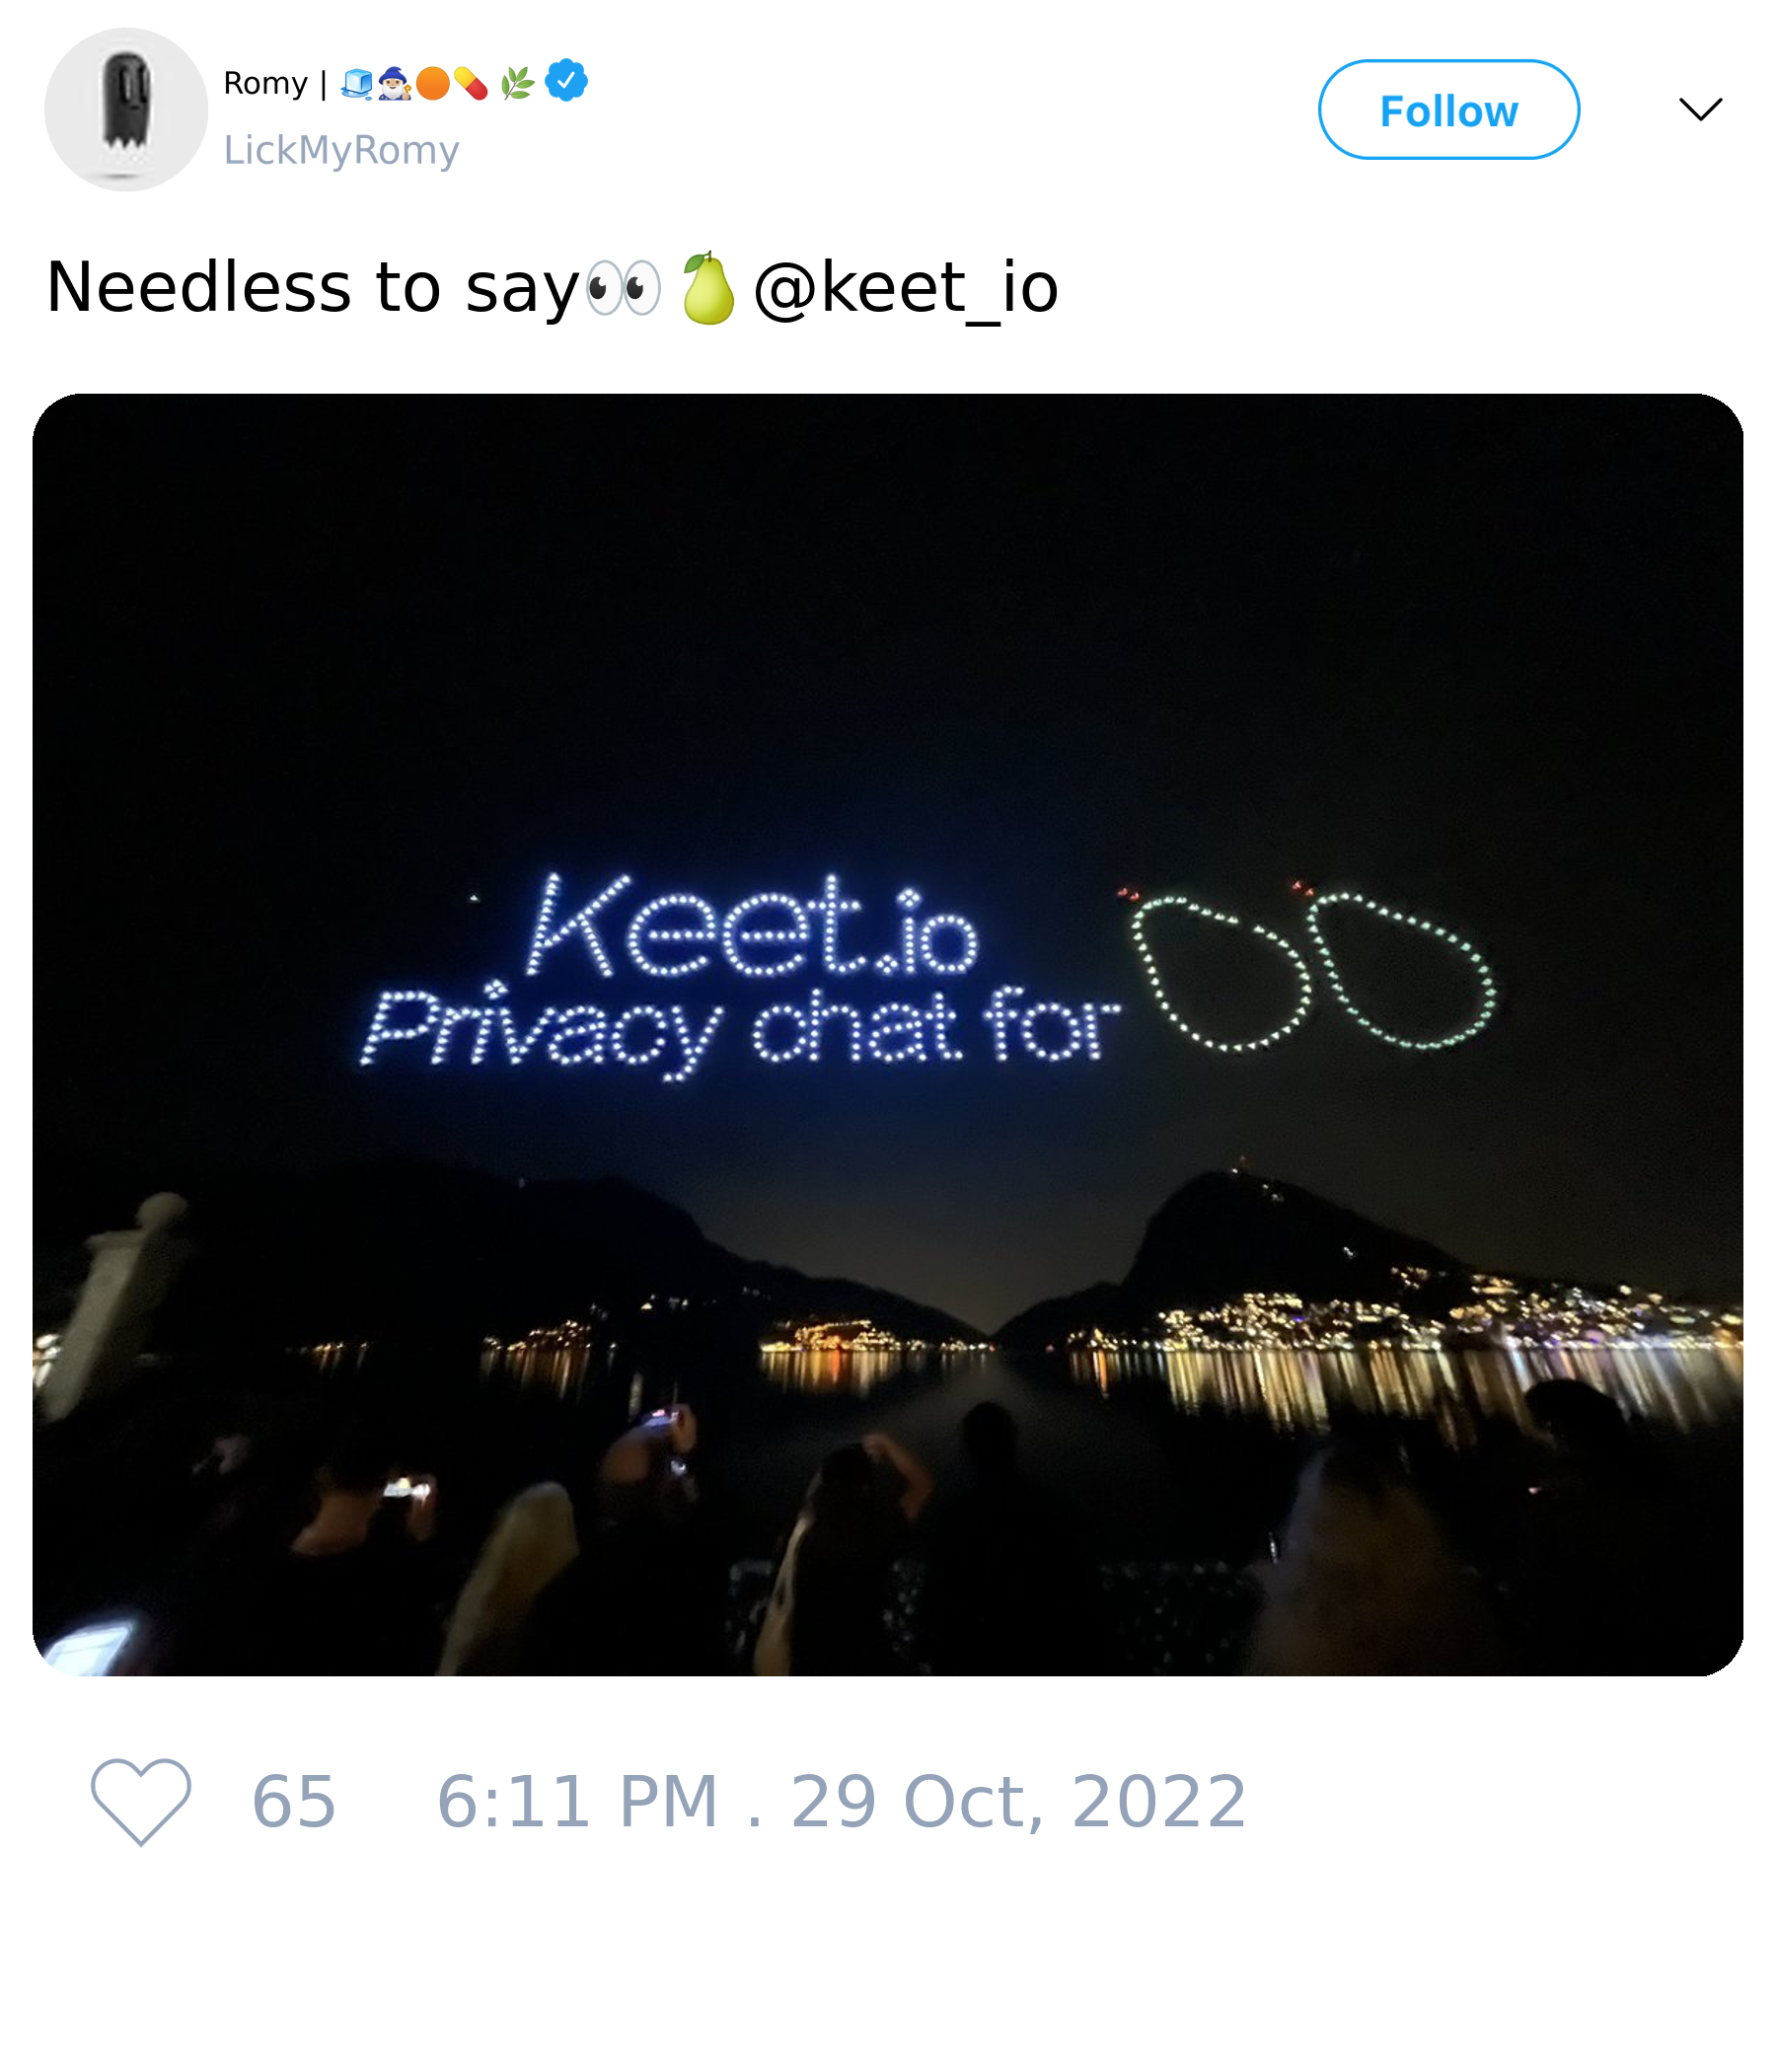 Romy | 🧊🧙🏻‍♂️🟠💊 🌿
LickMyRomy
Follow
Needless to say👀🍐@keet_io
Keet.io
Privacy chat for
65
6:11 PM . 29 Oct, 2022